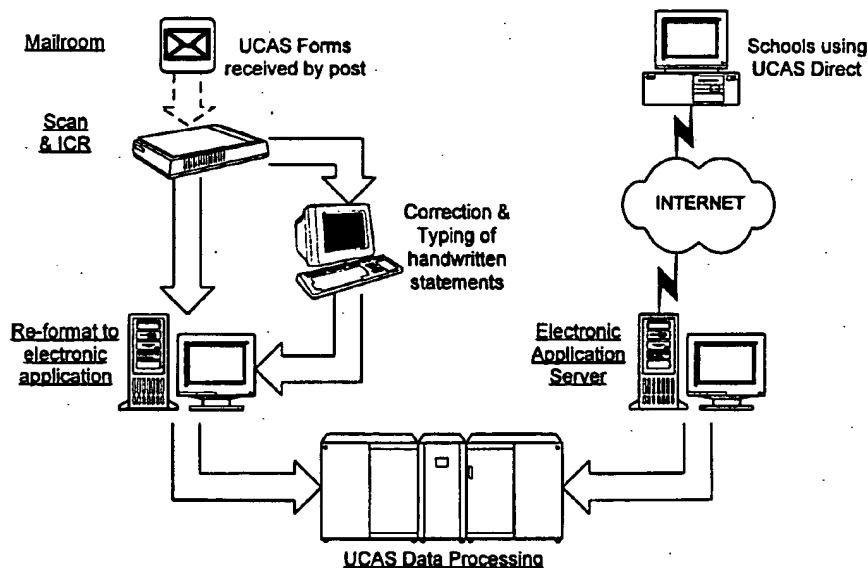 Mailroom
UCAS Forms
received by post
Scan
& ICR
Correction &
Typing of
handwritten
statements
Re-format to
electronic
application
Schools using
UCAS Direct
INTERNET
Electronic
Application
Server
UCAS Data Processing